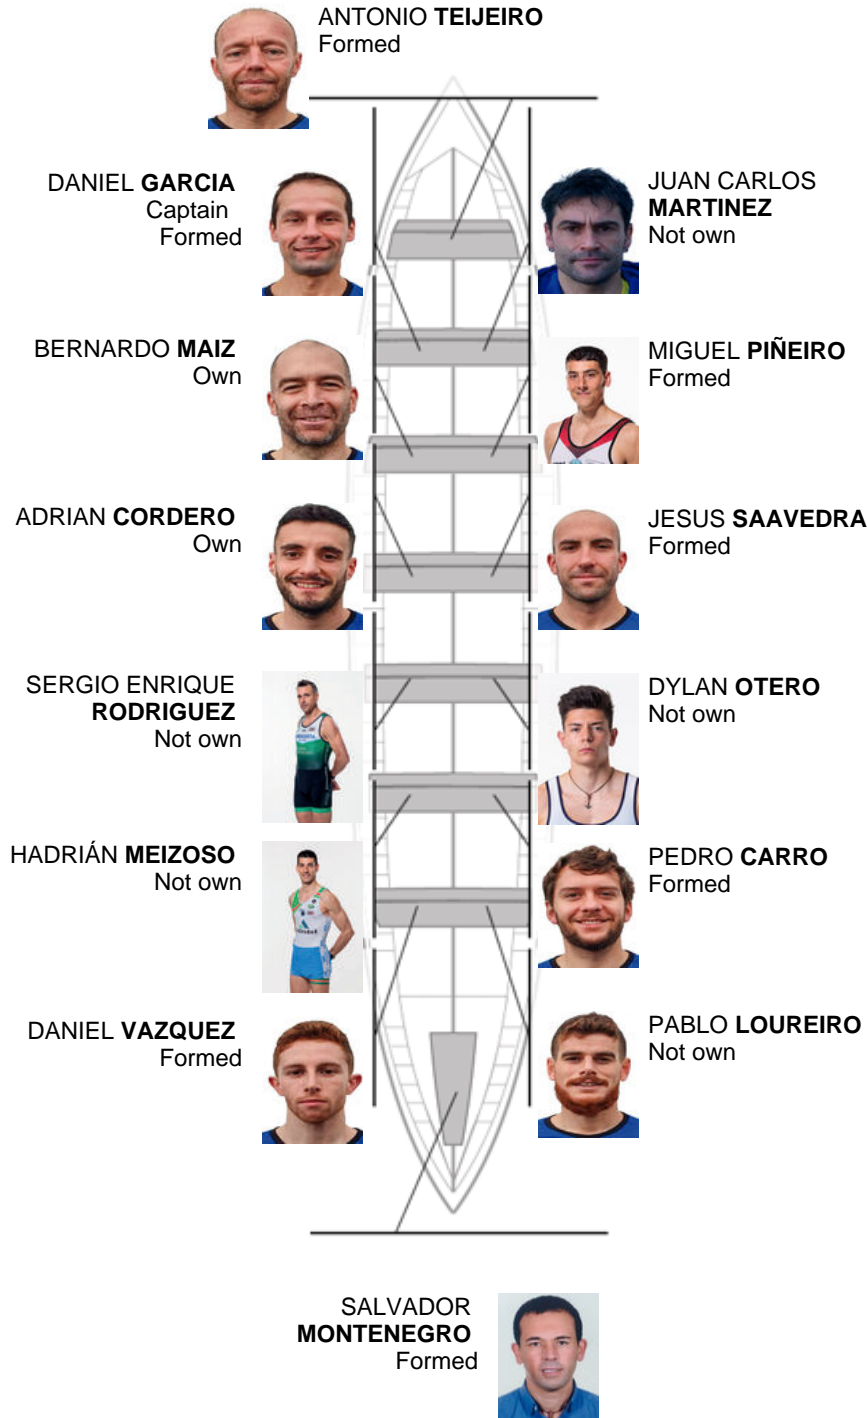 ANTONIO TEIJEIRO
Formed
DANIEL GARCIA
Captain
Formed
JUAN CARLOS
MARTINEZ
Not own
BERNARDO MAIZ
Own
MIGUEL PIÑEIRO
Formed
ADRIAN CORDERO
Own
JESUS SAAVEDRA
Formed
SERGIO ENRIQUE
RODRIGUEZ
Not own
DYLAN OTERO
Not own
HADRIÁN MEIZOSO
Not own
PEDRO CARRO
Formed
DANIEL VAZQUEZ
Formed
PABLO LOUREIRO
Not own
SALVADOR
MONTENEGRO
Formed